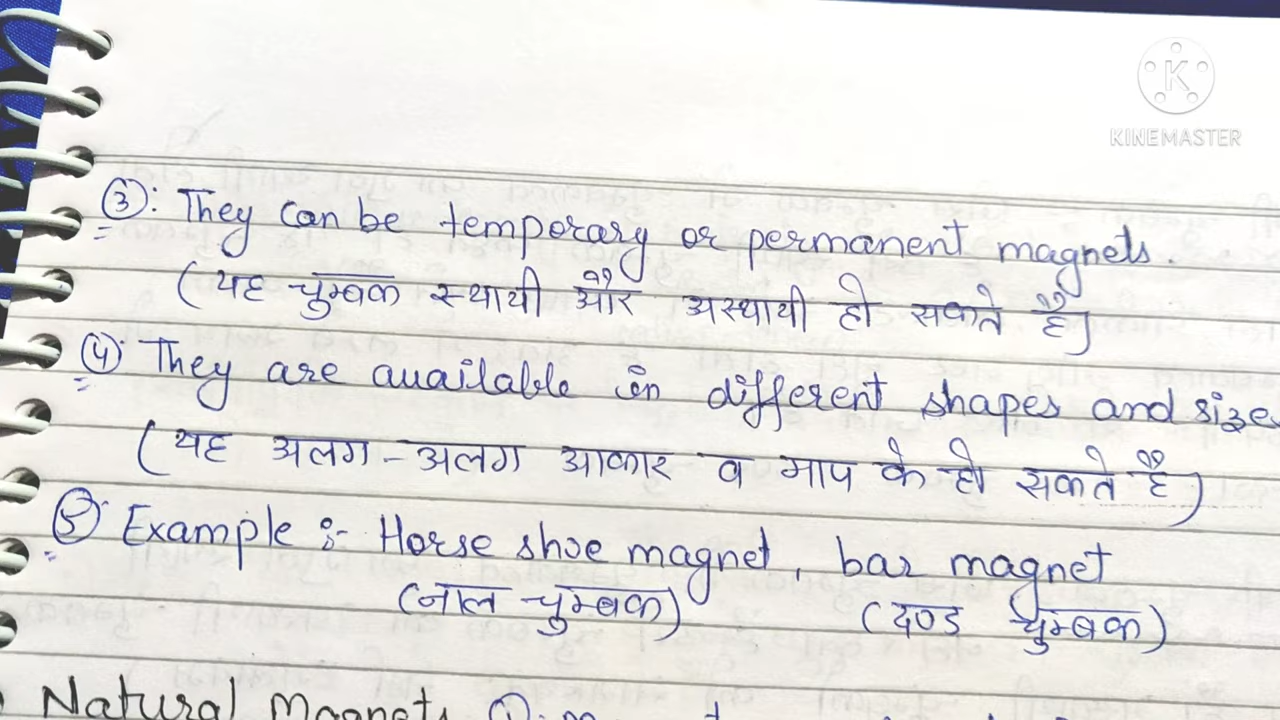 KINEMASTER
③: They can be temporary or permanent magnets.
(यह चुम्बक स्थायी और अस्थायी हो सकते है)
④ They are available in different shapes and size
(यह अलग-अलग आकार व माप के हो सकते है)
⑤: Example :- Horse shoe magnet, bar magnet
(नाल चुम्बक) (दण्ड चुम्बक)
Natural Magnets